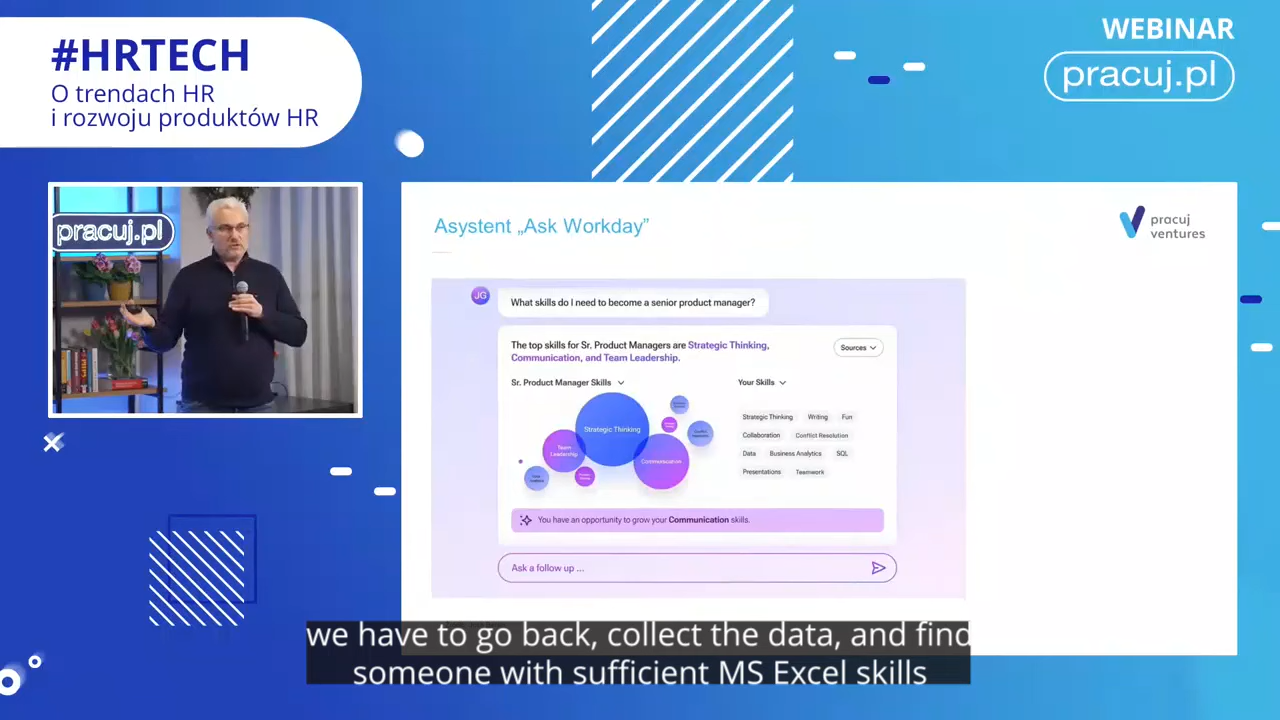 #HRTECH
O trendach HR
i rozwoju produktów HR
WEBINAR
pracuj.pl
pracuj.pl
Asystent „Ask Workday”
pracuj
ventures
JG
What skills do I need to become a senior product manager?
The top skills for Sr. Product Managers are Strategic Thinking,
Communication, and Team Leadership.
Sources
Sr. Product Manager Skills
Your Skills
Strategic Thinking
Team
Leadership
Communication
Strategic Thinking Writing Fun
Collaboration Conflict Resolution
Data Business Analytics SQL
Presentations Teamwork
You have an opportunity to grow your Communication skills.
Ask a follow up ...
we have to go back, collect the data, and find
someone with sufficient MS Excel skills